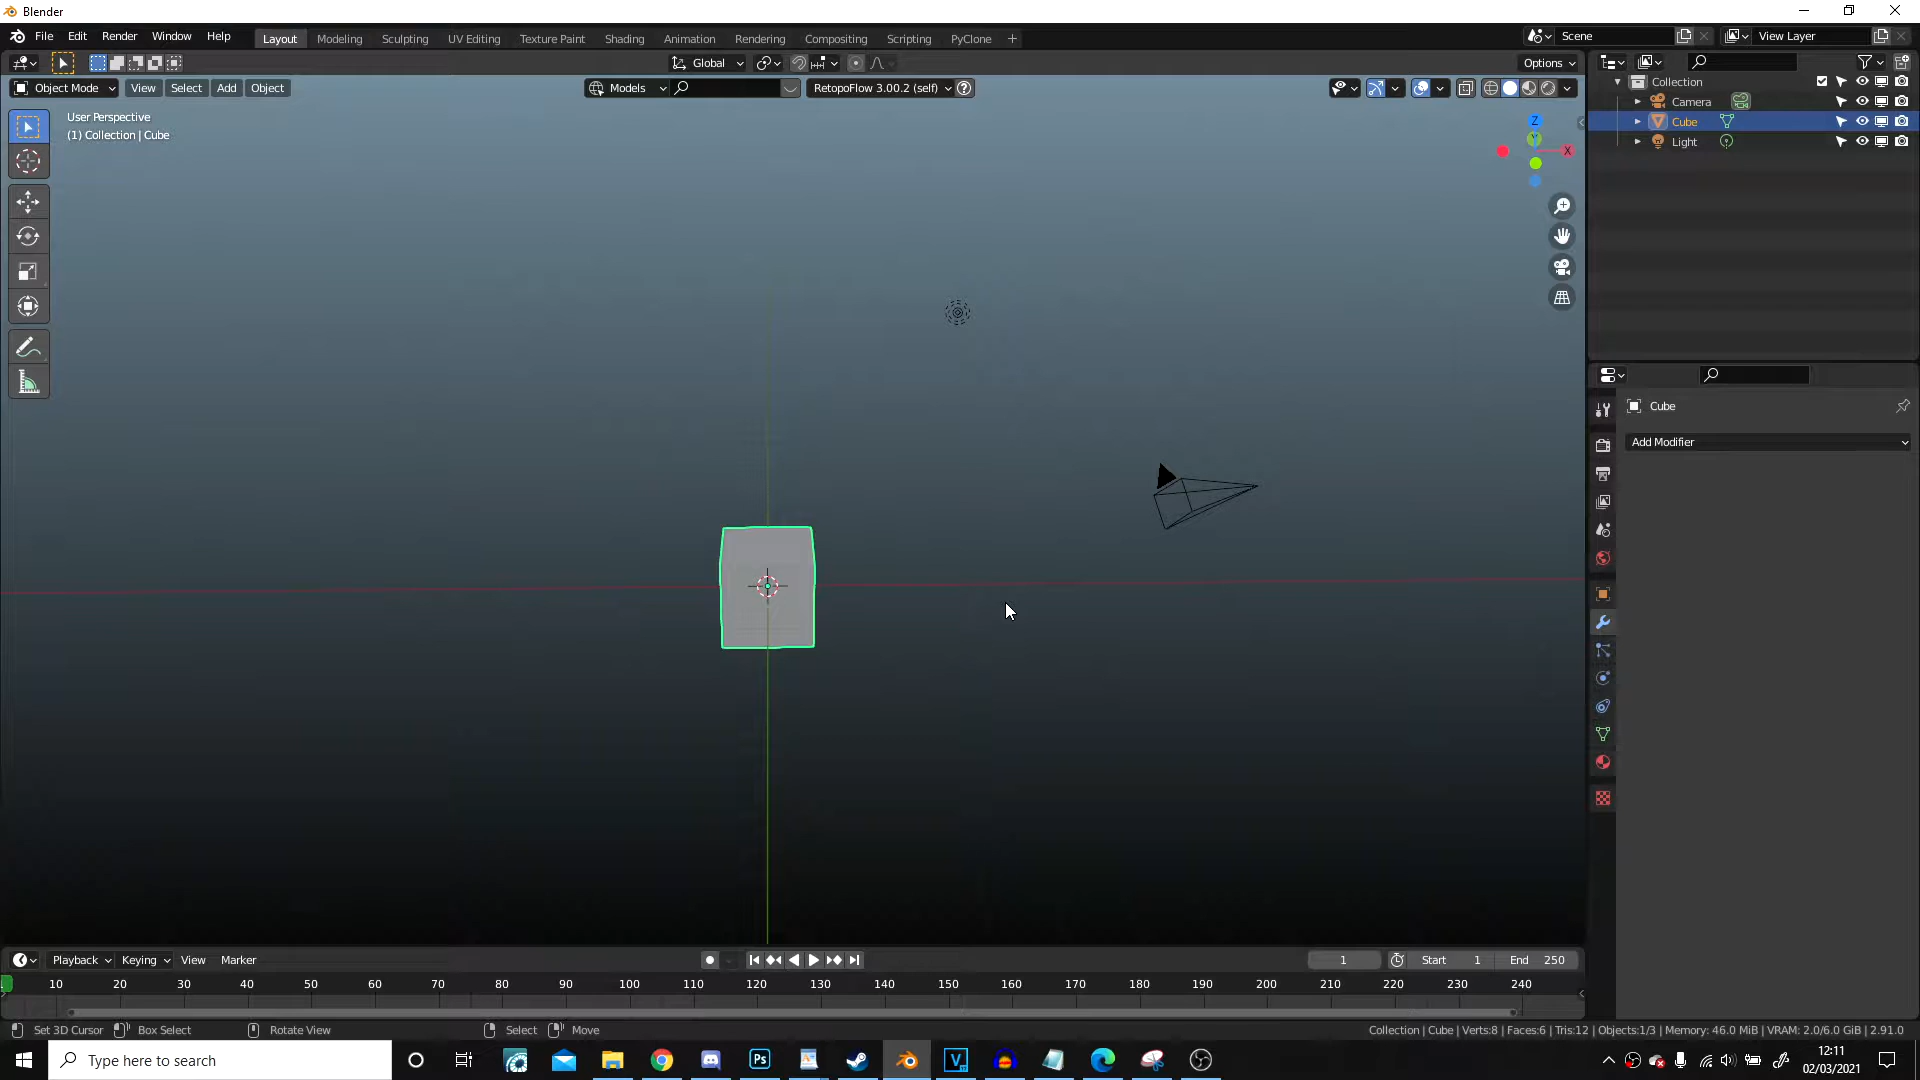 Blender
File Edit Render Window Help Layout Modeling Sculpting UV Editing Texture Paint Shading Animation Rendering Compositing Scripting PyClone Scene View Layer
Global Options
Object Mode View Select Add Object Models RetopoFlow 3.00.2 (self)
User Perspective
(1) Collection | Cube
Z
Y
X
Collection
Camera
Cube
Light
Cube
Add Modifier
Playback Keying View Marker 1 Start 1 End 250
10 20 30 40 50 60 70 80 90 100 110 120 130 140 150 160 170 180 190 200 210 220 230 240
Set 3D Cursor Box Select Rotate View Select Move Collection | Cube | Verts:8 | Faces:6 | Tris:12 | Objects:1/3 | Memory: 46.0 MiB | VRAM: 2.0/6.0 GiB | 2.91.0
Type here to search
Ps
V
12:11
02/03/2021